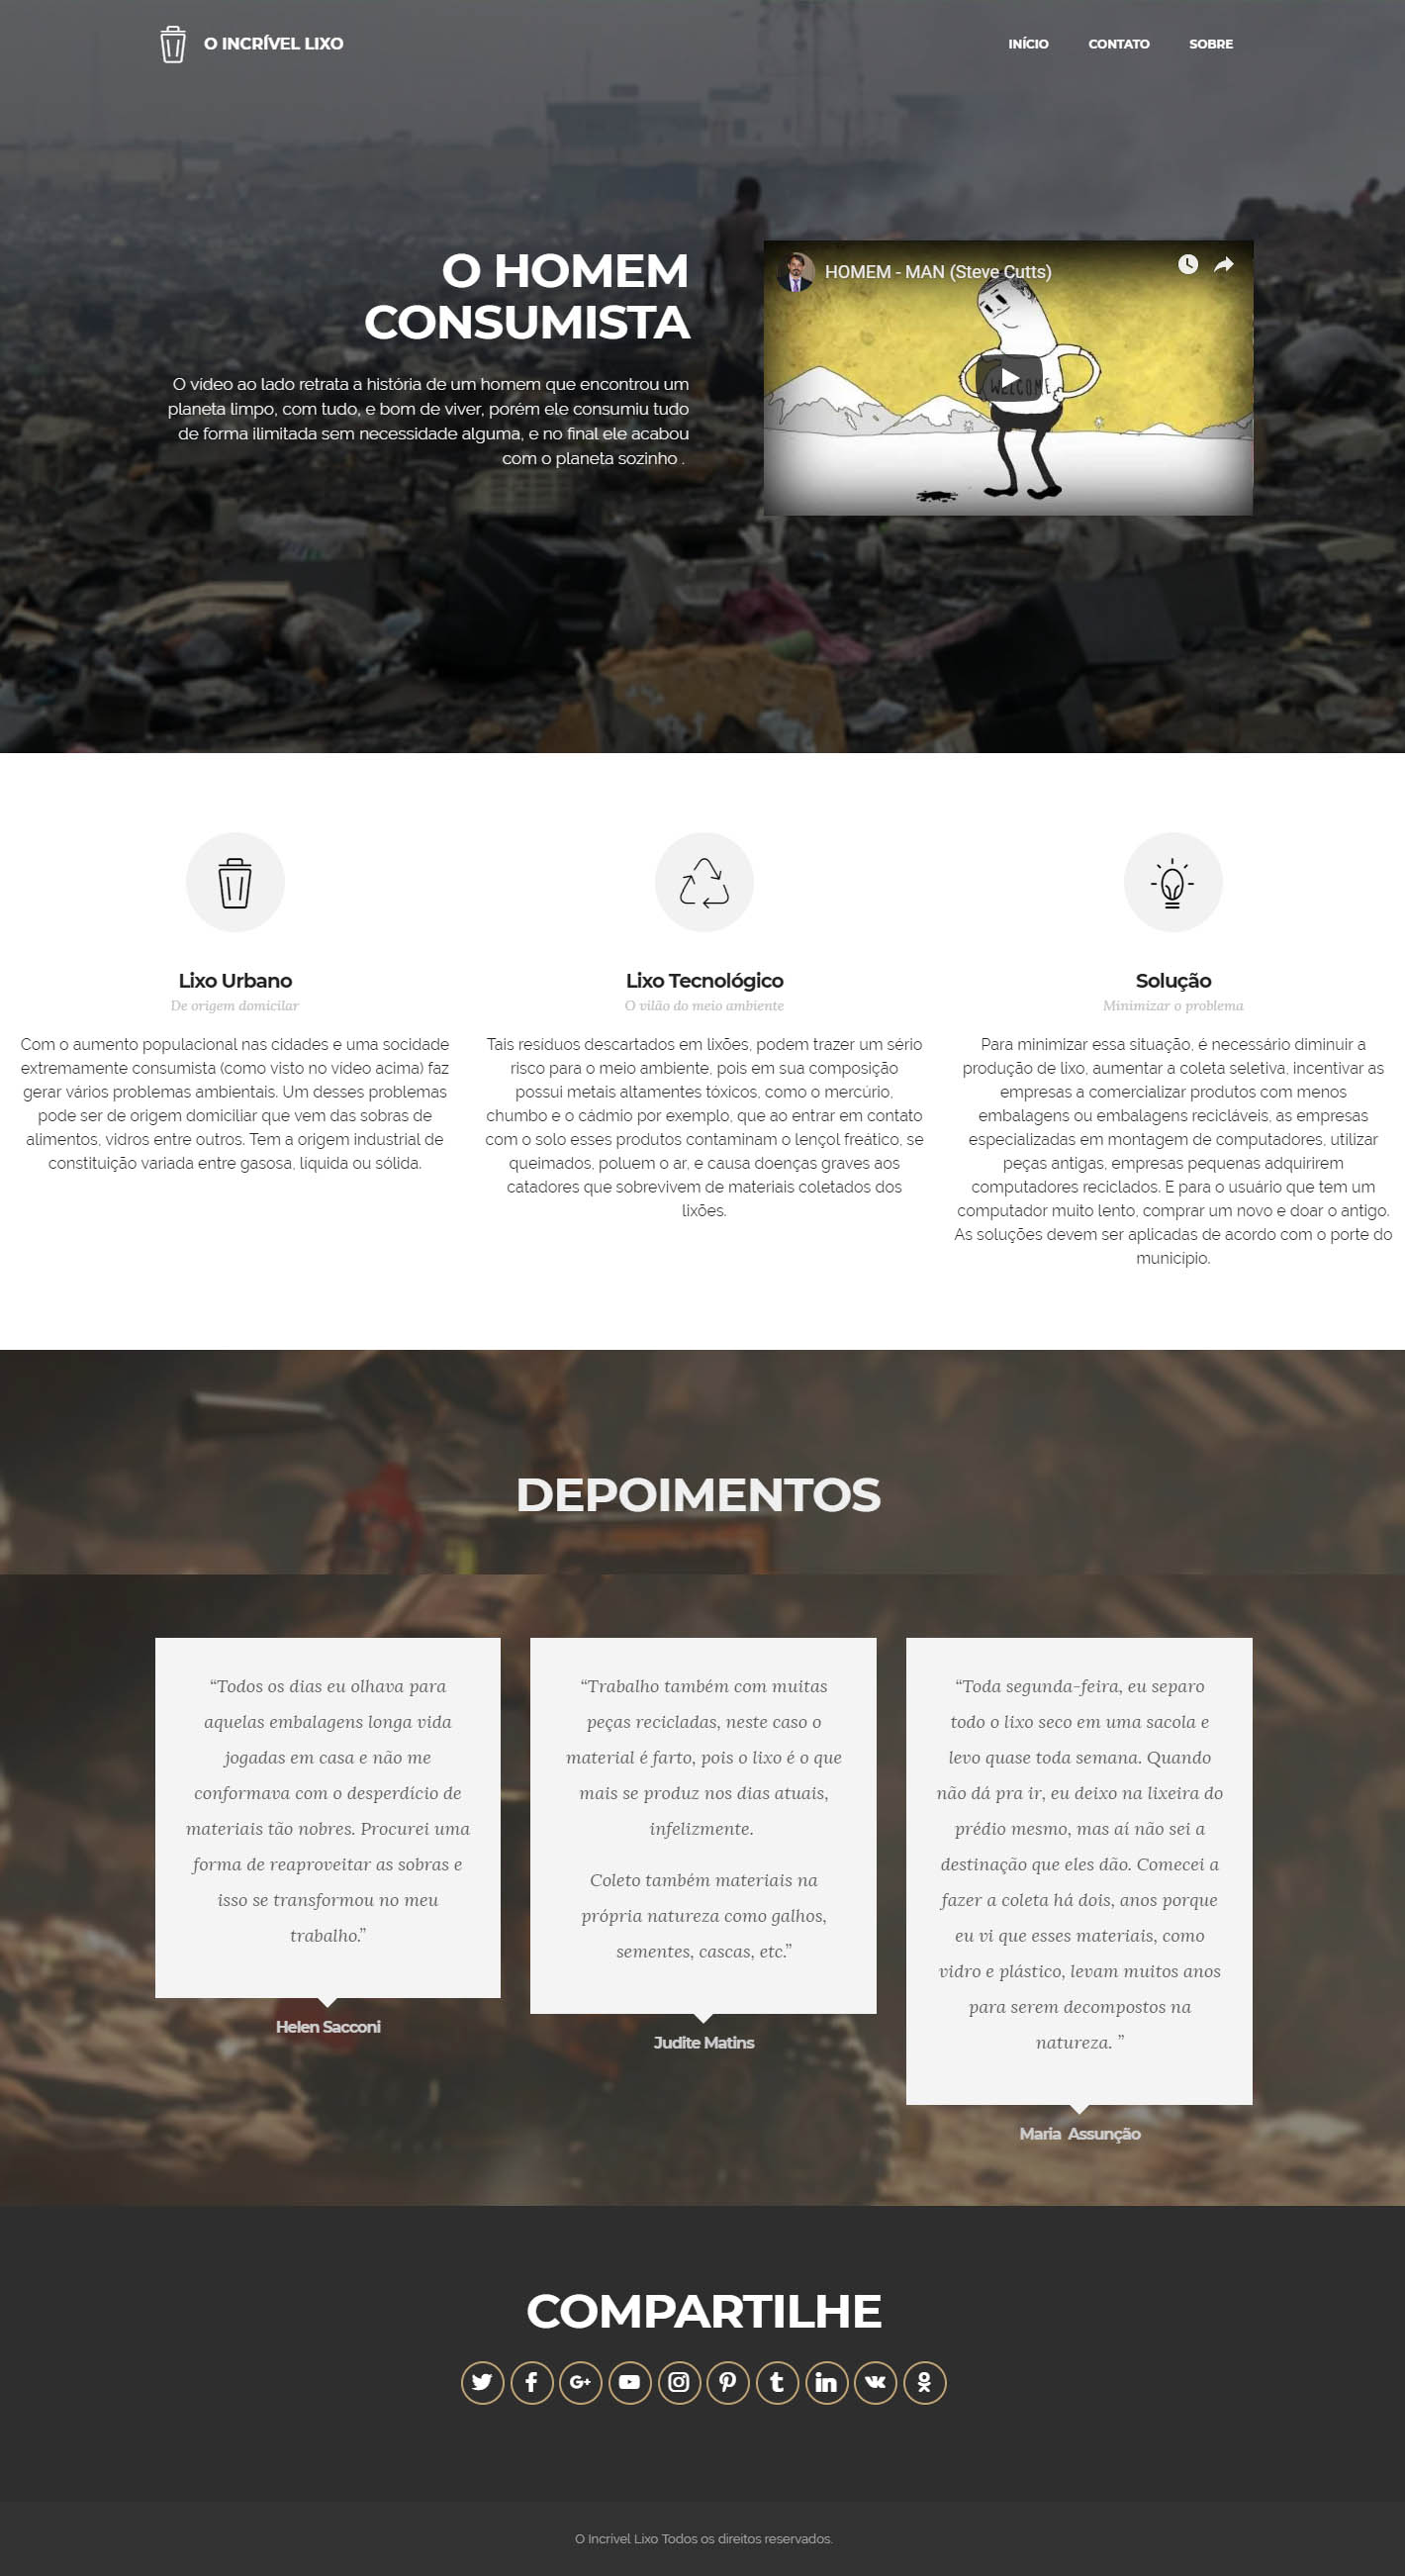 O INCRÍVEL LIXO
INÍCIO CONTATO SOBRE
O HOMEM
CONSUMISTA
O vídeo ao lado retrata a história de um homem que encontrou um
planeta limpo, com tudo, e bom de viver, porém ele consumiu tudo
de forma ilimitada sem necessidade alguma, e no final ele acabou
com o planeta sozinho .
HOMEM - MAN (Steve Cutts)
WELCOME
Lixo Urbano
De origem domicilar
Com o aumento populacional nas cidades e uma socidade
extremamente consumista (como visto no vídeo acima) faz
gerar vários problemas ambientais. Um desses problemas
pode ser de origem domiciliar que vem das sobras de
alimentos, vidros entre outros. Tem a origem industrial de
constituição variada entre gasosa, líquida ou sólida.
Lixo Tecnológico
O vilão do meio ambiente
Tais resíduos descartados em lixões, podem trazer um sério
risco para o meio ambiente, pois em sua composição
possui metais altamentes tóxicos, como o mercúrio,
chumbo e o cádmio por exemplo, que ao entrar em contato
com o solo esses produtos contaminam o lençol freático, se
queimados, poluem o ar, e causa doenças graves aos
catadores que sobrevivem de materiais coletados dos
lixões.
Solução
Minimizar o problema
Para minimizar essa situação, é necessário diminuir a
produção de lixo, aumentar a coleta seletiva, incentivar as
empresas a comercializar produtos com menos
embalagens ou embalagens recicláveis, as empresas
especializadas em montagem de computadores, utilizar
peças antigas, empresas pequenas adquirirem
computadores reciclados. E para o usuário que tem um
computador muito lento, comprar um novo e doar o antigo.
As soluções devem ser aplicadas de acordo com o porte do
município.
DEPOIMENTOS
“Todos os dias eu olhava para
aquelas embalagens longa vida
jogadas em casa e não me
conformava com o desperdício de
materiais tão nobres. Procurei uma
forma de reaproveitar as sobras e
isso se transformou no meu
trabalho.”
Helen Sacconi
“Trabalho também com muitas
peças recicladas, neste caso o
material é farto, pois o lixo é o que
mais se produz nos dias atuais,
infelizmente.
Coleto também materiais na
própria natureza como galhos,
sementes, cascas, etc.”
Judite Matins
“Toda segunda-feira, eu separo
todo o lixo seco em uma sacola e
levo quase toda semana. Quando
não dá pra ir, eu deixo na lixeira do
prédio mesmo, mas aí não sei a
destinação que eles dão. Comecei a
fazer a coleta há dois, anos porque
eu vi que esses materiais, como
vidro e plástico, levam muitos anos
para serem decompostos na
natureza. ”
Maria Assunção
COMPARTILHE
O Incrível Lixo Todos os direitos reservados.